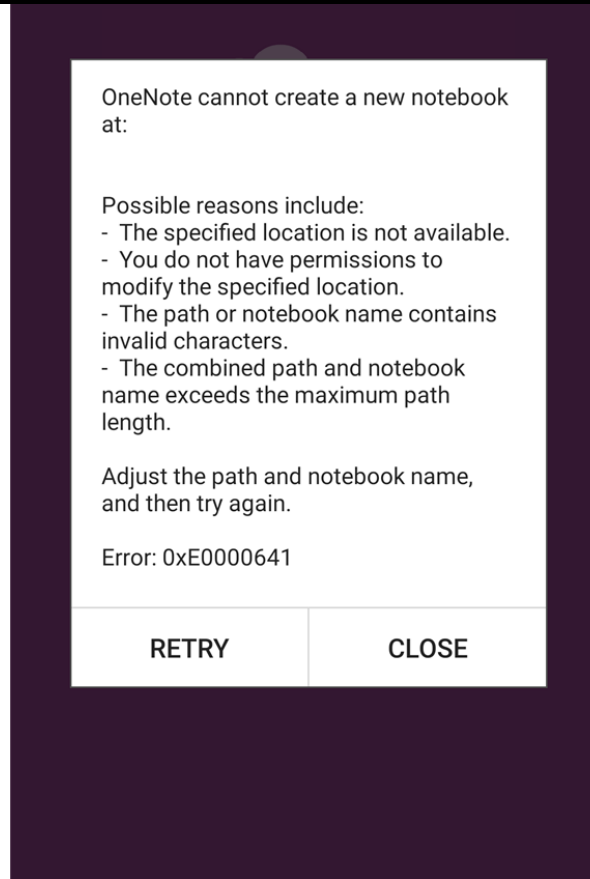 OneNote cannot create a new notebook
at:
Possible reasons include:
- The specified location is not available.
- You do not have permissions to
modify the specified location.
- The path or notebook name contains
invalid characters.
- The combined path and notebook
name exceeds the maximum path
length.
Adjust the path and notebook name,
and then try again.
Error: 0xE0000641
RETRY
CLOSE